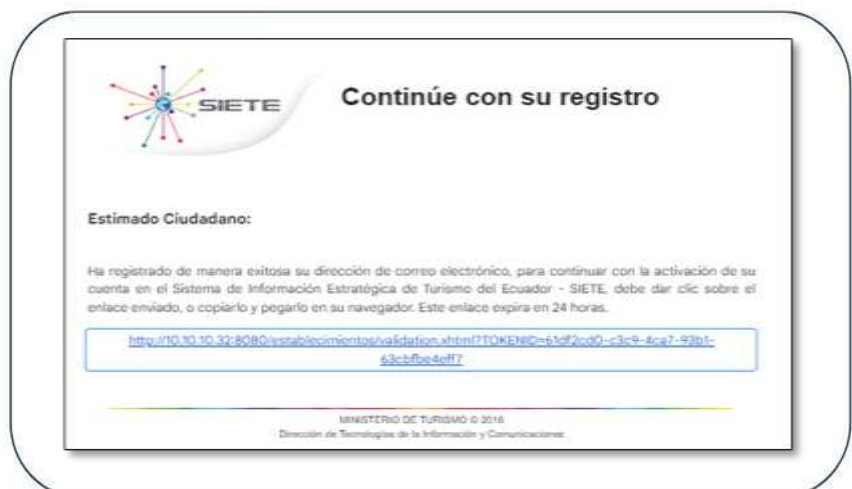 SIETE
Continúe con su registro
Estimado Ciudadano:
Ha registrado de manera exitosa su dirección de correo electrónico, para continuar con la activación de su
cuenta en el Sistema de Información Estratégica de Turismo del Ecuador - SIETE, debe dar clic sobre el
enlace enviado, o copiarlo y pegarlo en su navegador. Este enlace expira en 24 horas.
http://10.10.10.32:8080/establecimientos/validation.xhtml?TOKENID=61df2cd0-c3c9-4ca7-93b1-
63cbfbe4eff7
MINISTERIO DE TURISMO © 2016
Dirección de Tecnologías de la Información y Comunicaciones